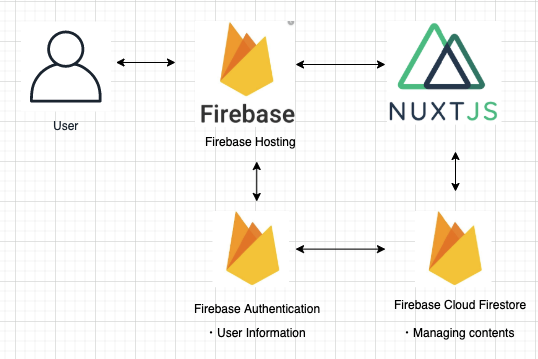 User
Firebase
Firebase Hosting
NUXTJS
Firebase Authentication
・User Information
Firebase Cloud Firestore
・Managing contents